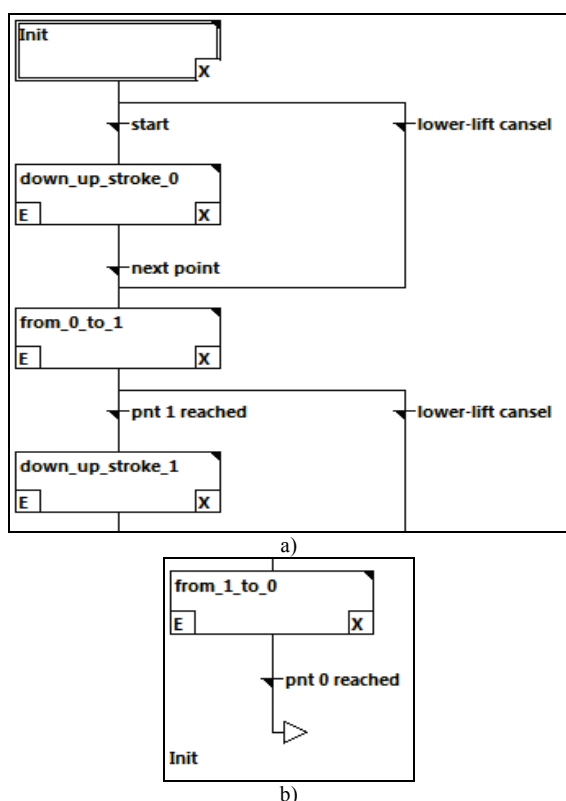 Init
X
start
lower-lift cansel
down_up_stroke_0
E X
next point
from_0_to_1
E X
pnt 1 reached
lower-lift cansel
down_up_stroke_1
E X
a)
from_1_to_0
E X
pnt 0 reached
Init
b)